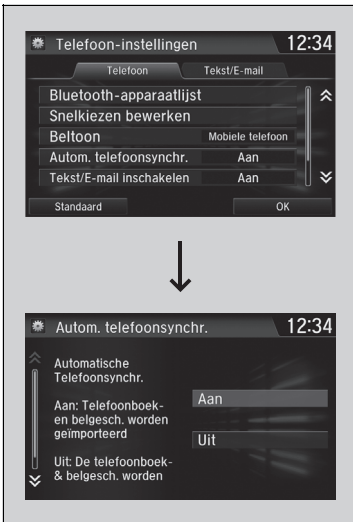 Telefoon-instellingen 12:34
Telefoon Tekst/E-mail
Bluetooth-apparaatlijst
Snelkiezen bewerken
Beltoon Mobiele telefoon
Autom. telefoonsynchr. Aan
Tekst/E-mail inschakelen Aan
Standaard OK
Autom. telefoonsynchr. 12:34
Automatische
Telefoonsynchr.
Aan: Telefoonboek-
en belgesch. worden
geïmporteerd
Uit: De telefoonboek-
& belgesch. worden
Aan
Uit